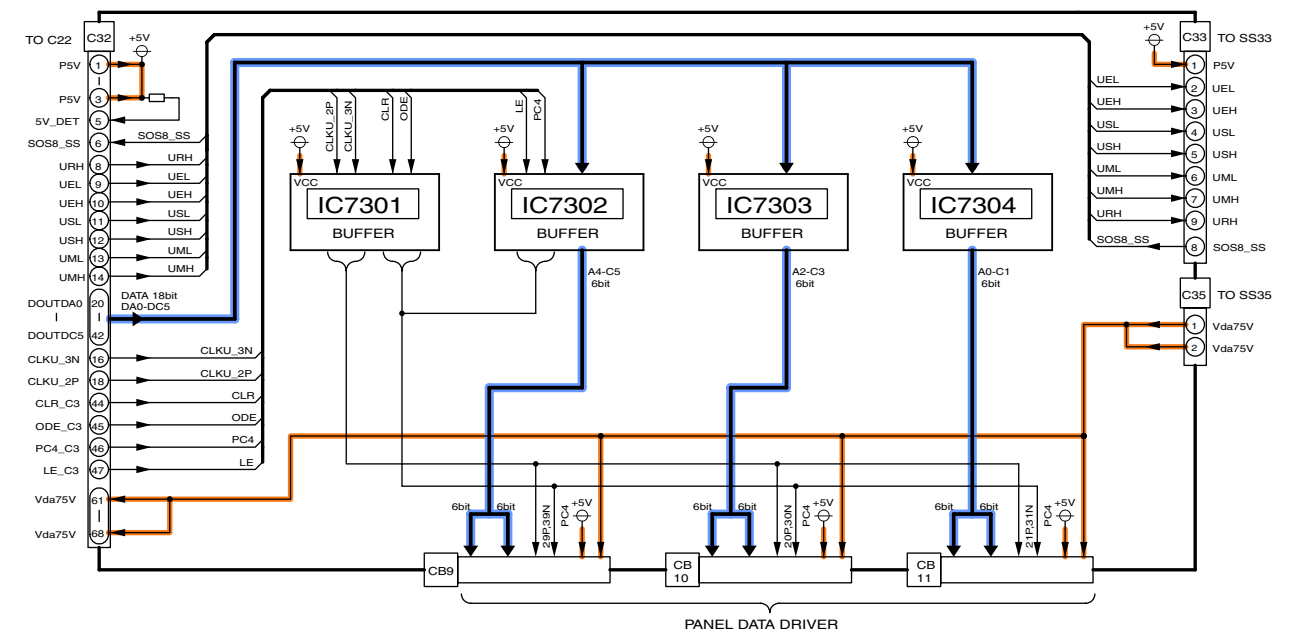 TO C22
C32
+5V
P5V
1
P5V
3
5V_DET
5
SOS8_SS
6
SOS8_SS
URH
8
URH
UEL
9
UEL
UEH
10
UEH
USL
11
USL
USH
12
USH
UML
13
UML
UMH
14
UMH
DOUTDA0
20
DATA 18bit
DA0-DC5
DOUTDC5
42
CLKU_3N
16
CLKU_3N
CLKU_2P
18
CLKU_2P
CLR_C3
44
CLR
ODE_C3
45
ODE
PC4_C3
46
PC4
LE_C3
47
LE
Vda75V
61
Vda75V
68
+5V
CLKU_2P
CLKU_3N
CLR
ODE
VCC
IC7301
BUFFER
+5V
LE
PC4
VCC
IC7302
BUFFER
A4-C5
6bit
+5V
VCC
IC7303
BUFFER
A2-C3
6bit
+5V
VCC
IC7304
BUFFER
A0-C1
6bit
+5V
C33
TO SS33
1
P5V
UEL
2
UEL
UEH
3
UEH
USL
4
USL
USH
5
USH
UML
6
UML
UMH
7
UMH
URH
9
URH
SOS8_SS
8
SOS8_SS
C35
TO SS35
1
Vda75V
2
Vda75V
6bit
6bit
29P,39N
PC4
+5V
CB9
6bit
6bit
20P,30N
PC4
+5V
CB
10
6bit
6bit
21P,31N
PC4
+5V
CB
11
PANEL DATA DRIVER